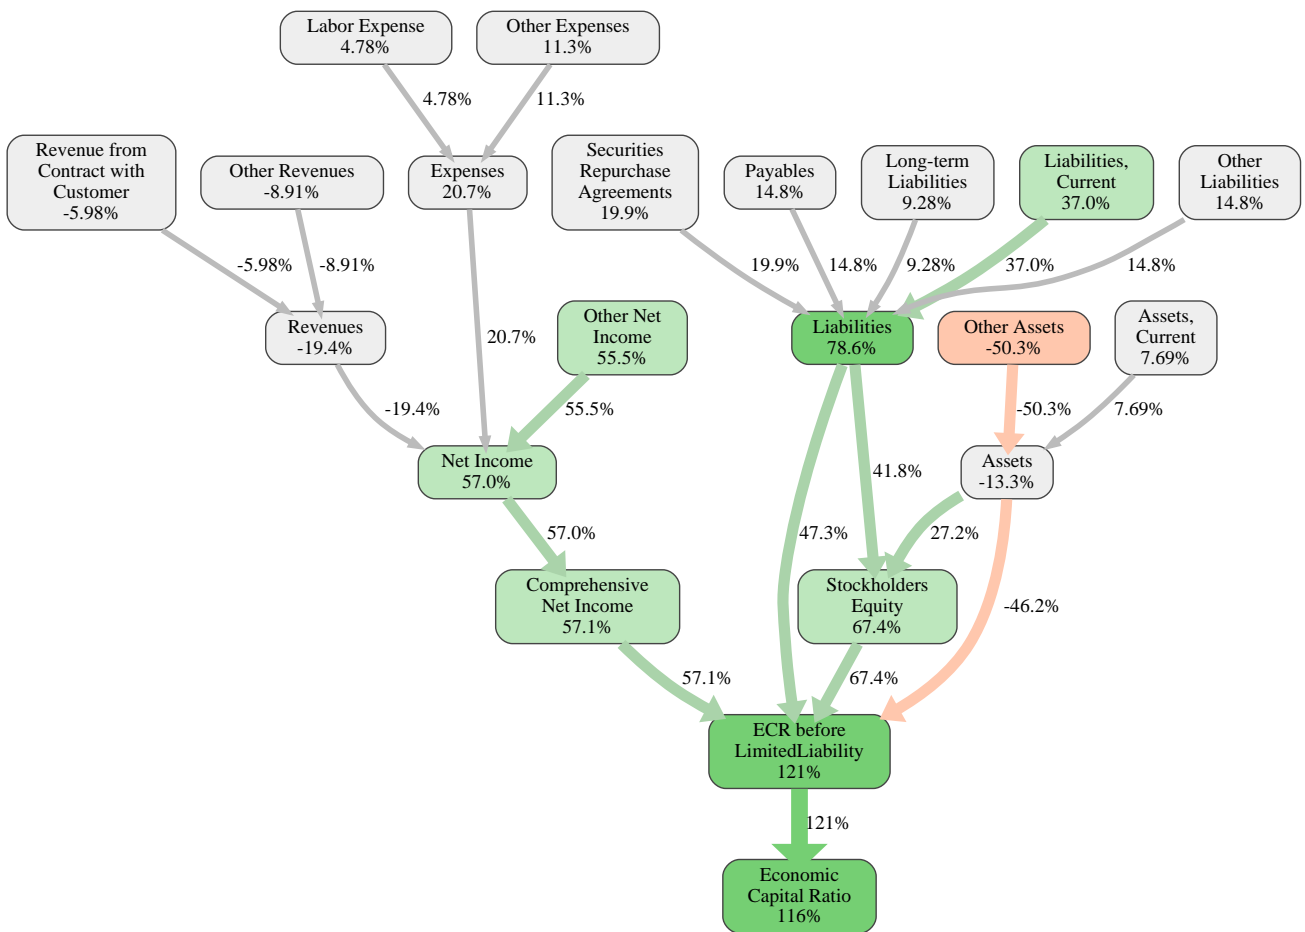 Labor Expense
4.78%
Other Expenses
11.3%
4.78%
11.3%
Revenue from
Contract with
Customer
-5.98%
Other Revenues
-8.91%
Expenses
20.7%
Securities
Repurchase
Agreements
19.9%
Payables
14.8%
Long-term
Liabilities
9.28%
Liabilities,
Current
37.0%
Other
Liabilities
14.8%
-5.98%
-8.91%
19.9%
14.8%
9.28%
37.0%
14.8%
Revenues
-19.4%
20.7%
Other Net
Income
55.5%
Liabilities
78.6%
Other Assets
-50.3%
Assets,
Current
7.69%
-19.4%
55.5%
-50.3%
7.69%
Net Income
57.0%
41.8%
Assets
-13.3%
57.0%
47.3%
27.2%
Comprehensive
Net Income
57.1%
Stockholders
Equity
67.4%
-46.2%
57.1%
67.4%
ECR before
LimitedLiability
121%
121%
Economic
Capital Ratio
116%